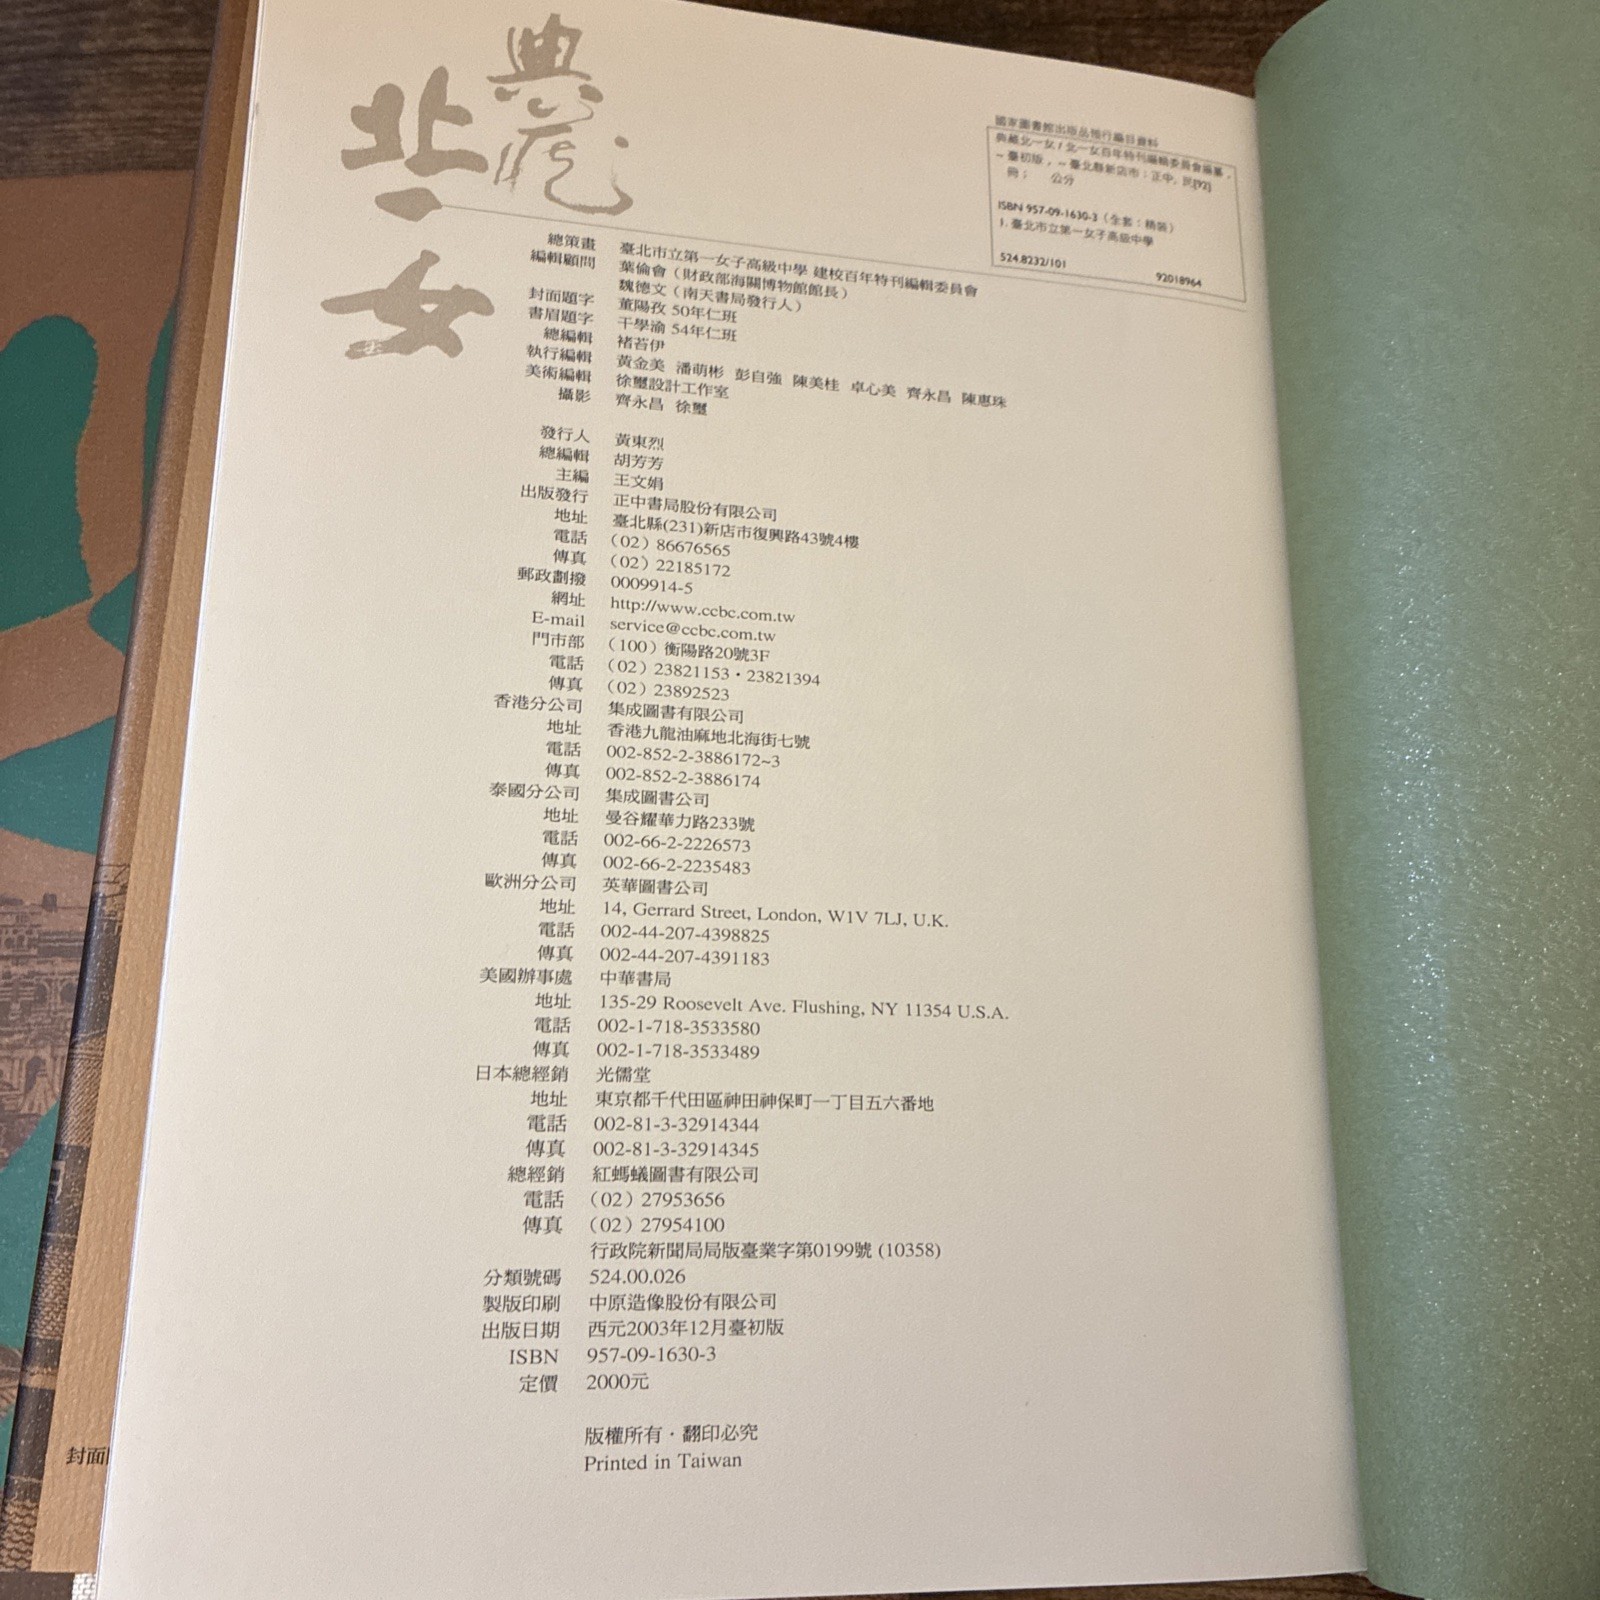 典藏
北一女
國家圖書館出版品預行編目資料
典藏北一女 / 北一女百年特刊編輯委員會編纂.
-- 臺初版. -- 臺北縣新店市：正中, 民[92]
冊； 公分
ISBN 957-09-1630-3（全套：精裝）
1. 臺北市立第一女子高級中學
524.8232/101 92018964
總策畫 臺北市立第一女子高級中學 建校百年特刊編輯委員會
編輯顧問 葉倫會（財政部海關博物館館長）
魏德文（南天書局發行人）
封面題字 董陽孜 50年仁班
書眉題字 干學渝 54年仁班
總編輯 褚苔伊
執行編輯 黃金美 潘萌彬 彭自強 陳美桂 卓心美 齊永昌 陳惠珠
美術編輯 徐璽設計工作室
攝影 齊永昌 徐璽
發行人 黃東烈
總編輯 胡芳芳
主編 王文娟
出版發行 正中書局股份有限公司
地址 臺北縣(231)新店市復興路43號4樓
電話 （02）86676565
傳真 （02）22185172
郵政劃撥 0009914-5
網址 http://www.ccbc.com.tw
E-mail service@ccbc.com.tw
門市部 （100）衡陽路20號3F
電話 （02）23821153・23821394
傳真 （02）23892523
香港分公司 集成圖書有限公司
地址 香港九龍油麻地北海街七號
電話 002-852-2-3886172~3
傳真 002-852-2-3886174
泰國分公司 集成圖書公司
地址 曼谷耀華力路233號
電話 002-66-2-2226573
傳真 002-66-2-2235483
歐洲分公司 英華圖書公司
地址 14, Gerrard Street, London, W1V 7LJ, U.K.
電話 002-44-207-4398825
傳真 002-44-207-4391183
美國辦事處 中華書局
地址 135-29 Roosevelt Ave. Flushing, NY 11354 U.S.A.
電話 002-1-718-3533580
傳真 002-1-718-3533489
日本總經銷 光儒堂
地址 東京都千代田區神田神保町一丁目五六番地
電話 002-81-3-32914344
傳真 002-81-3-32914345
總經銷 紅螞蟻圖書有限公司
電話 （02）27953656
傳真 （02）27954100
行政院新聞局局版臺業字第0199號 (10358)
分類號碼 524.00.026
製版印刷 中原造像股份有限公司
出版日期 西元2003年12月臺初版
ISBN 957-09-1630-3
定價 2000元
版權所有・翻印必究
Printed in Taiwan
封面